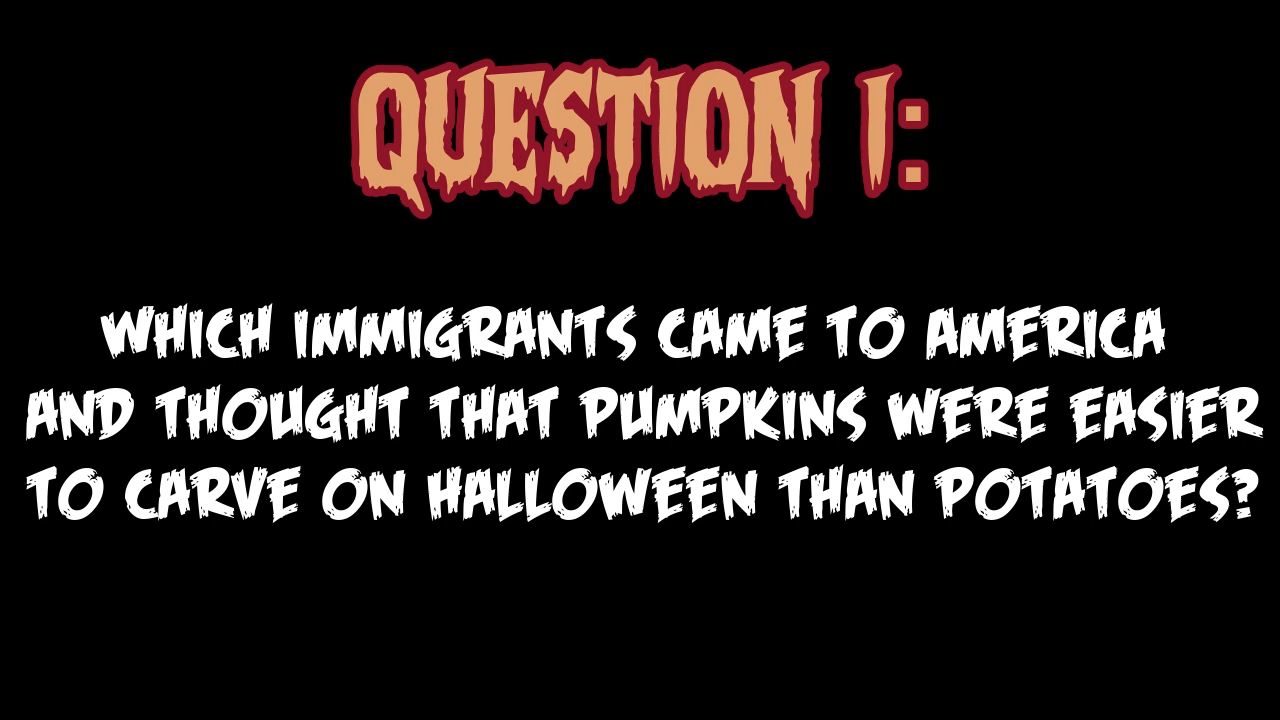 QUESTION 1:
WHICH IMMIGRANTS CAME TO AMERICA
AND THOUGHT THAT PUMPKINS WERE EASIER
TO CARVE ON HALLOWEEN THAN POTATOES?